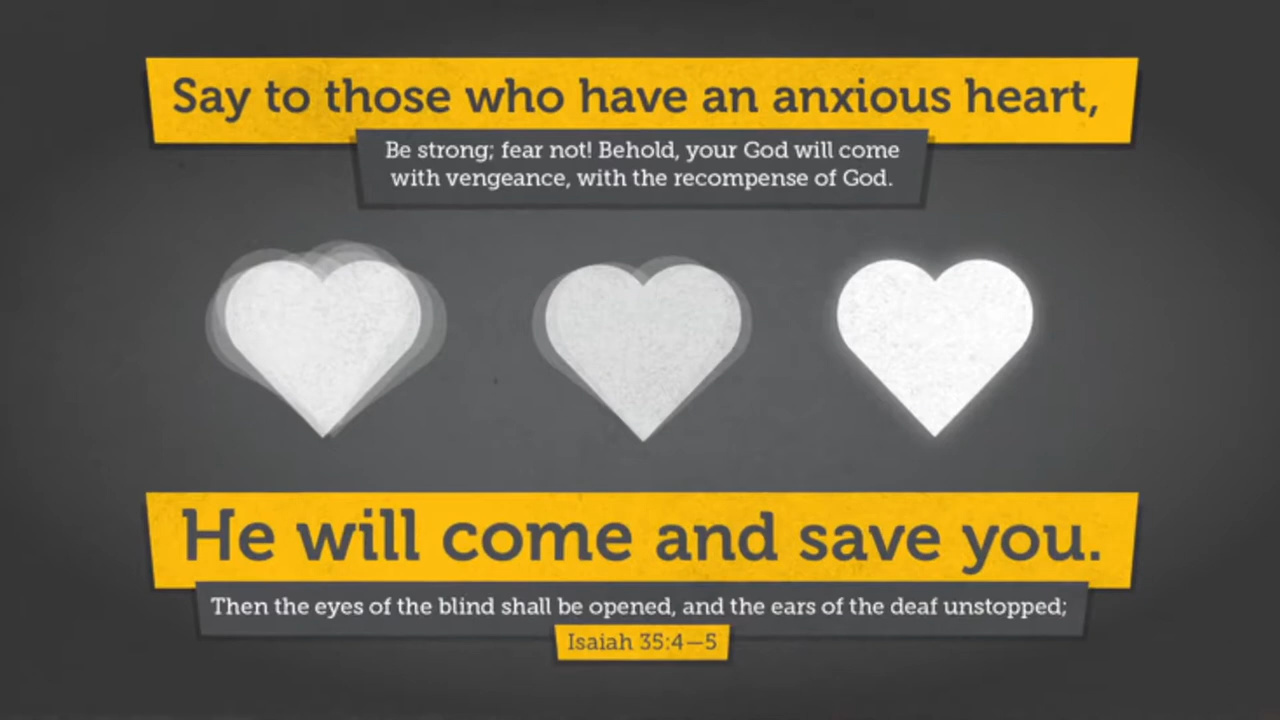 Say to those who have an anxious heart,
Be strong; fear not! Behold, your God will come
with vengeance, with the recompense of God.
He will come and save you.
Then the eyes of the blind shall be opened, and the ears of the deaf unstopped;
Isaiah 35:4—5